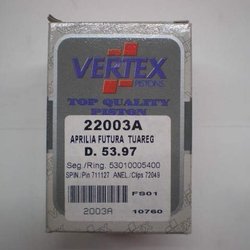 VERTEX
PISTONS
TOP QUALITY
PISTON
22003A
APRILIA FUTURA TUAREG
D. 53.97
Seg./Ring. 53010005400
SPIN./Pin 711127 ANEL./Clips 72049
FS01
2003A 10760